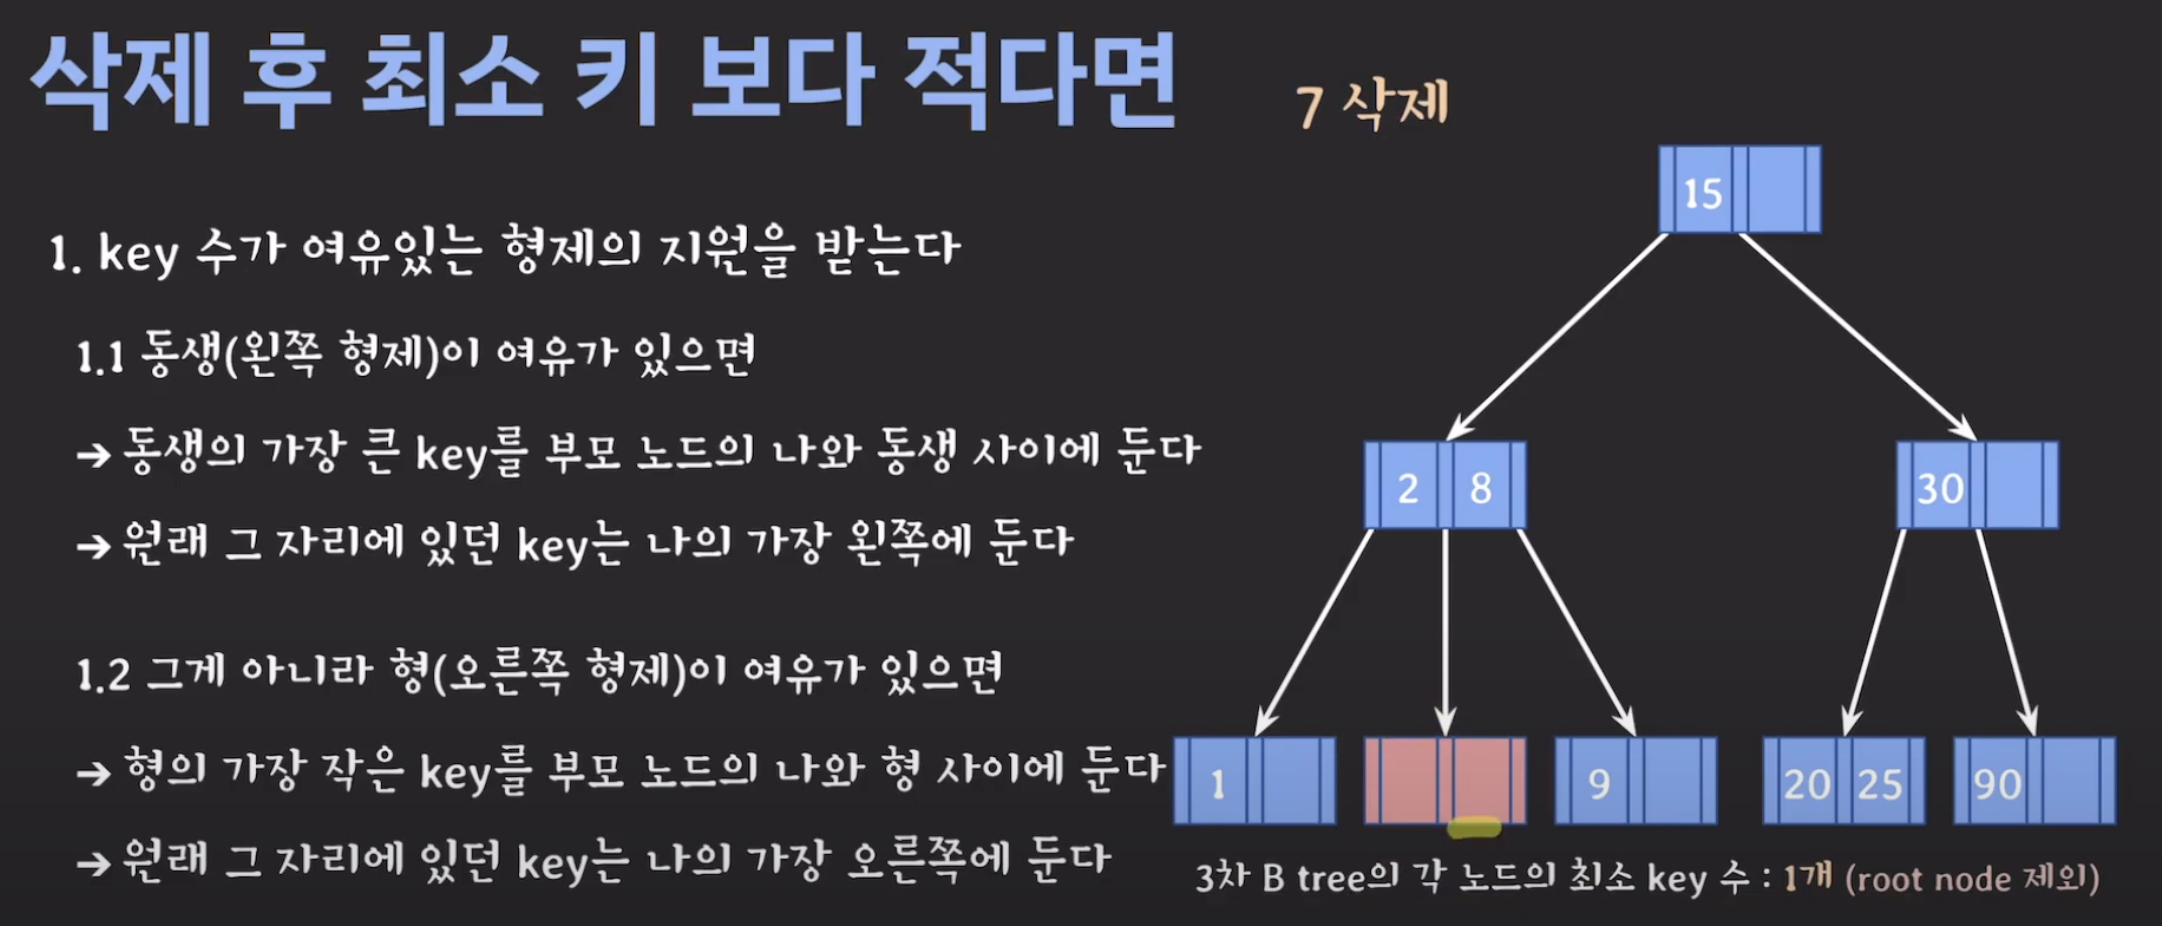 삭제 후 최소 키 보다 적다면
7 삭제
1. key 수가 여유있는 형제의 지원을 받는다
1.1 동생(왼쪽 형제)이 여유가 있으면
➔ 동생의 가장 큰 key를 부모 노드의 나와 동생 사이에 둔다
➔ 원래 그 자리에 있던 key는 나의 가장 왼쪽에 둔다
1.2 그게 아니라 형(오른쪽 형제)이 여유가 있으면
➔ 형의 가장 작은 key를 부모 노드의 나와 형 사이에 둔다
➔ 원래 그 자리에 있던 key는 나의 가장 오른쪽에 둔다
15
2 8
30
1
9
20 25
90
3차 B tree의 각 노드의 최소 key 수 : 1개 (root node 제외)